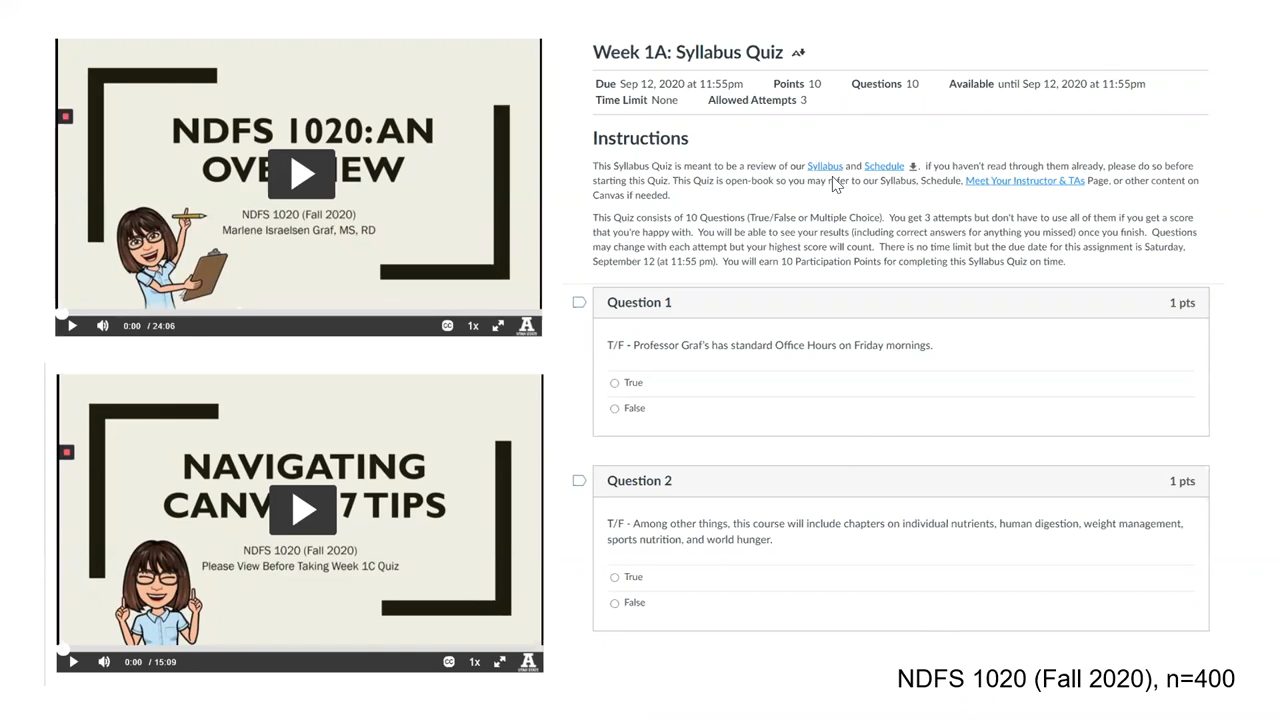 NDFS 1020: AN
OVE EW
NDFS 1020 (Fall 2020)
Marlene Israelsen Graf, MS, RD
0:00 / 24:06
1x
NAVIGATING
CANV 7 TIPS
NDFS 1020 (Fall 2020)
Please View Before Taking Week 1C Quiz
0:00 / 15:09
1x
Week 1A: Syllabus Quiz
Due Sep 12, 2020 at 11:55pm Points 10 Questions 10 Available until Sep 12, 2020 at 11:55pm
Time Limit None Allowed Attempts 3
Instructions
This Syllabus Quiz is meant to be a review of our Syllabus and Schedule . if you haven't read through them already, please do so before
starting this Quiz. This Quiz is open-book so you may refer to our Syllabus, Schedule, Meet Your Instructor & TAs Page, or other content on
Canvas if needed.
This Quiz consists of 10 Questions (True/False or Multiple Choice). You get 3 attempts but don't have to use all of them if you get a score
that you're happy with. You will be able to see your results (including correct answers for anything you missed) once you finish. Questions
may change with each attempt but your highest score will count. There is no time limit but the due date for this assignment is Saturday,
September 12 (at 11:55 pm). You will earn 10 Participation Points for completing this Syllabus Quiz on time.
Question 1 1 pts
T/F - Professor Graf's has standard Office Hours on Friday mornings.
True
False
Question 2 1 pts
T/F - Among other things, this course will include chapters on individual nutrients, human digestion, weight management,
sports nutrition, and world hunger.
True
False
NDFS 1020 (Fall 2020), n=400